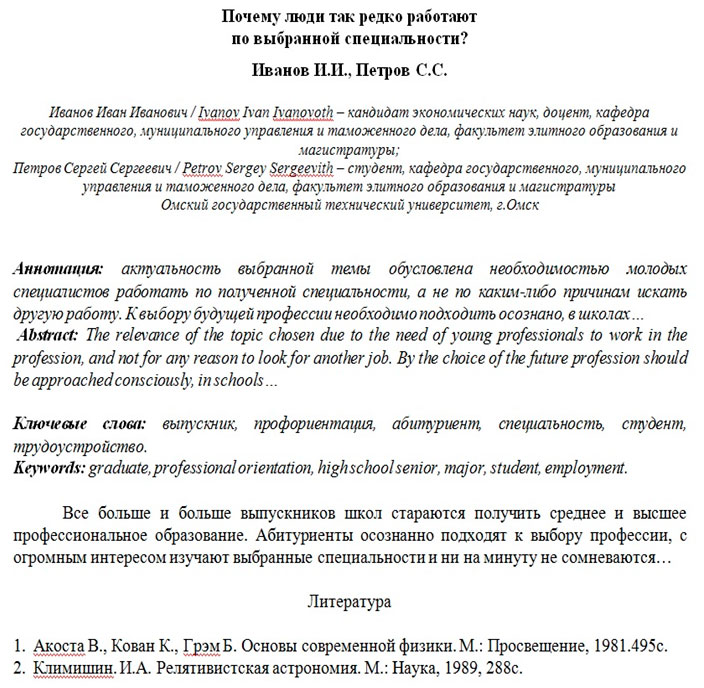 Почему люди так редко работают
по выбранной специальности?
Иванов И.И., Петров С.С.
Иванов Иван Иванович / Ivanov Ivan Ivanovoth – кандидат экономических наук, доцент, кафедра
государственного, муниципального управления и таможенного дела, факультет элитного образования и
магистратуры;
Петров Сергей Сергеевич / Petrov Sergey Sergeevith – студент, кафедра государственного, муниципального
управления и таможенного дела, факультет элитного образования и магистратуры
Омский государственный технический университет, г.Омск
Аннотация: актуальность выбранной темы обусловлена необходимостью молодых
специалистов работать по полученной специальности, а не по каким-либо причинам искать
другую работу. К выбору будущей профессии необходимо подходить осознано, в школах…
Abstract: The relevance of the topic chosen due to the need of young professionals to work in the
profession, and not for any reason to look for another job. By the choice of the future profession should
be approached consciously, in schools…
Ключевые слова: выпускник, профориентация, абитуриент, специальность, студент,
трудоустройство.
Keywords: graduate, professional orientation, high school senior, major, student, employment.
Все больше и больше выпускников школ стараются получить среднее и высшее
профессиональное образование. Абитуриенты осознанно подходят к выбору профессии, с
огромным интересом изучают выбранные специальности и ни на минуту не сомневаются…
Литература
1. Акоста В., Кован К., Грэм Б. Основы современной физики. М.: Просвещение, 1981.495с.
2. Климишин. И.А. Релятивистская астрономия. М.: Наука, 1989, 288с.